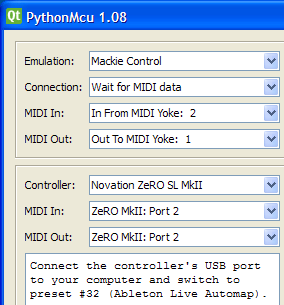 Qt PythonMcu 1.08
Emulation: Mackie Control
Connection: Wait for MIDI data
MIDI In: In From MIDI Yoke: 2
MIDI Out: Out To MIDI Yoke: 1
Controller: Novation ZeRO SL MkII
MIDI In: ZeRO MkII: Port 2
MIDI Out: ZeRO MkII: Port 2
Connect the controller's USB port
to your computer and switch to
preset #32 (Ableton Live Automap).